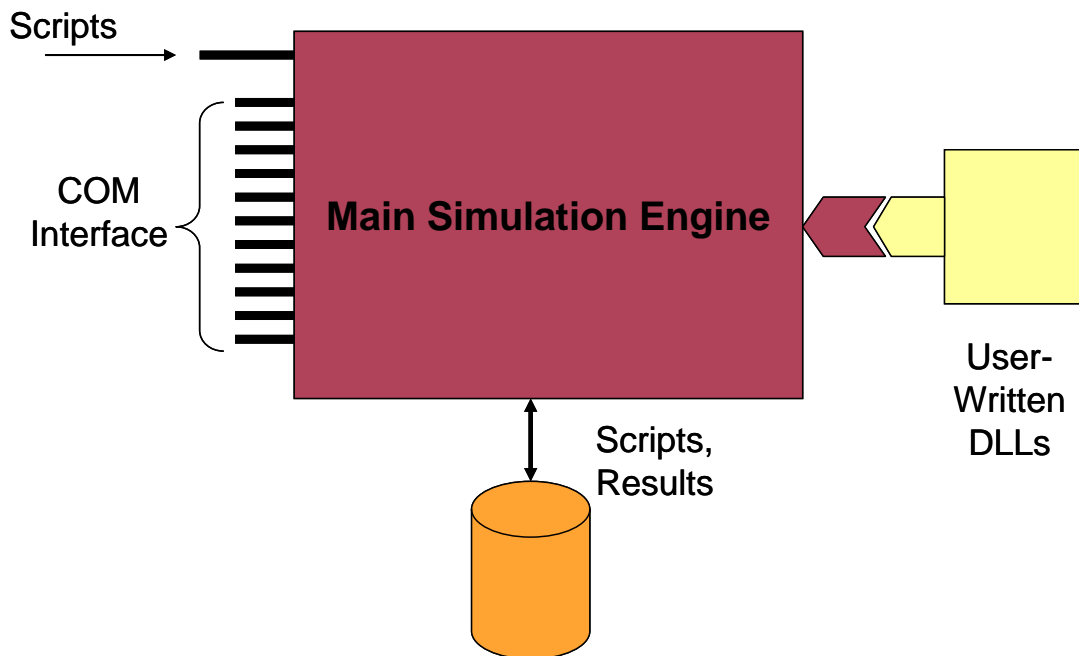 Scripts
COM
Interface
Main Simulation Engine
User-
Written
DLLs
Scripts,
Results